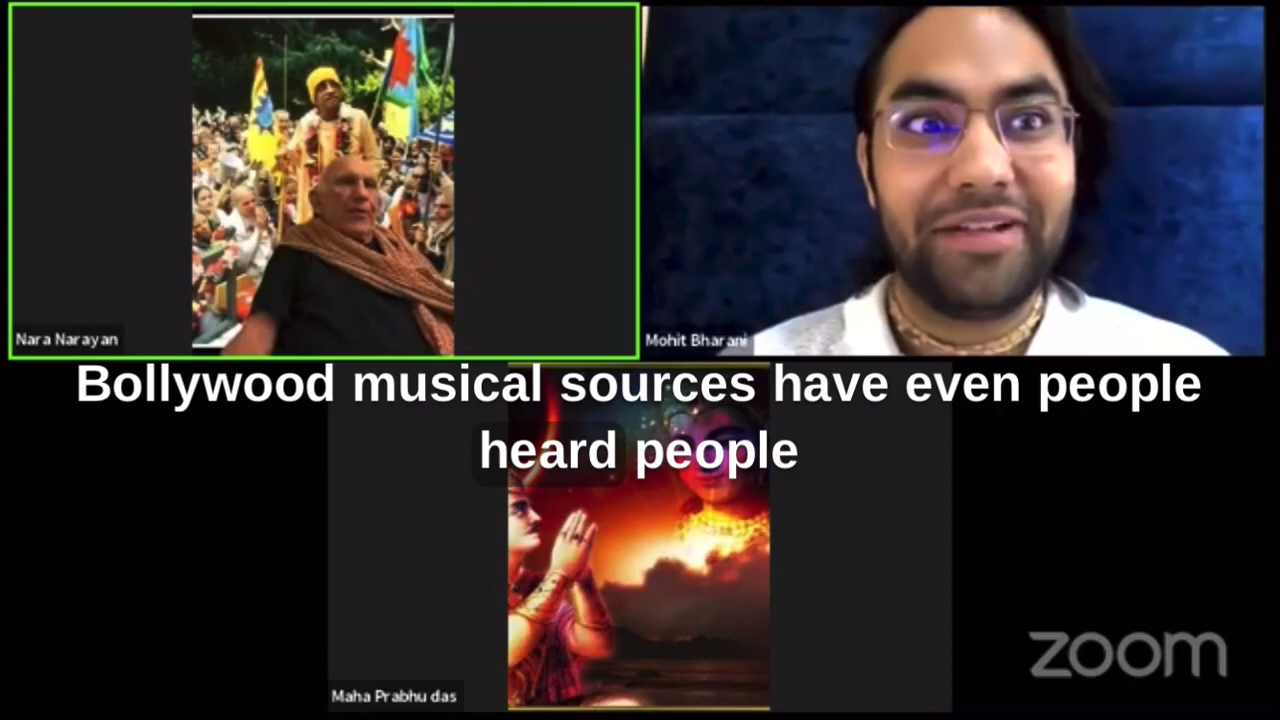 Nara Narayan
Mohit Bharani
Bollywood musical sources have even people
heard people
Maha Prabhu das
zoom